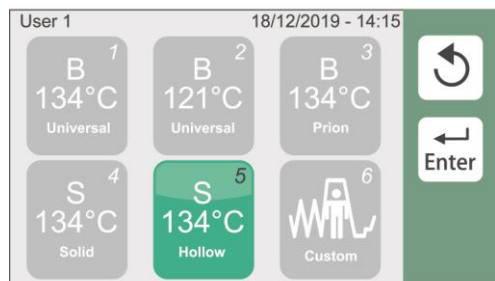 User 1 18/12/2019 - 14:15
1 2 3
B B B
134°C 121°C 134°C
Universal Universal Prion
Enter
4 5 6
S S
134°C 134°C
Solid Hollow Custom